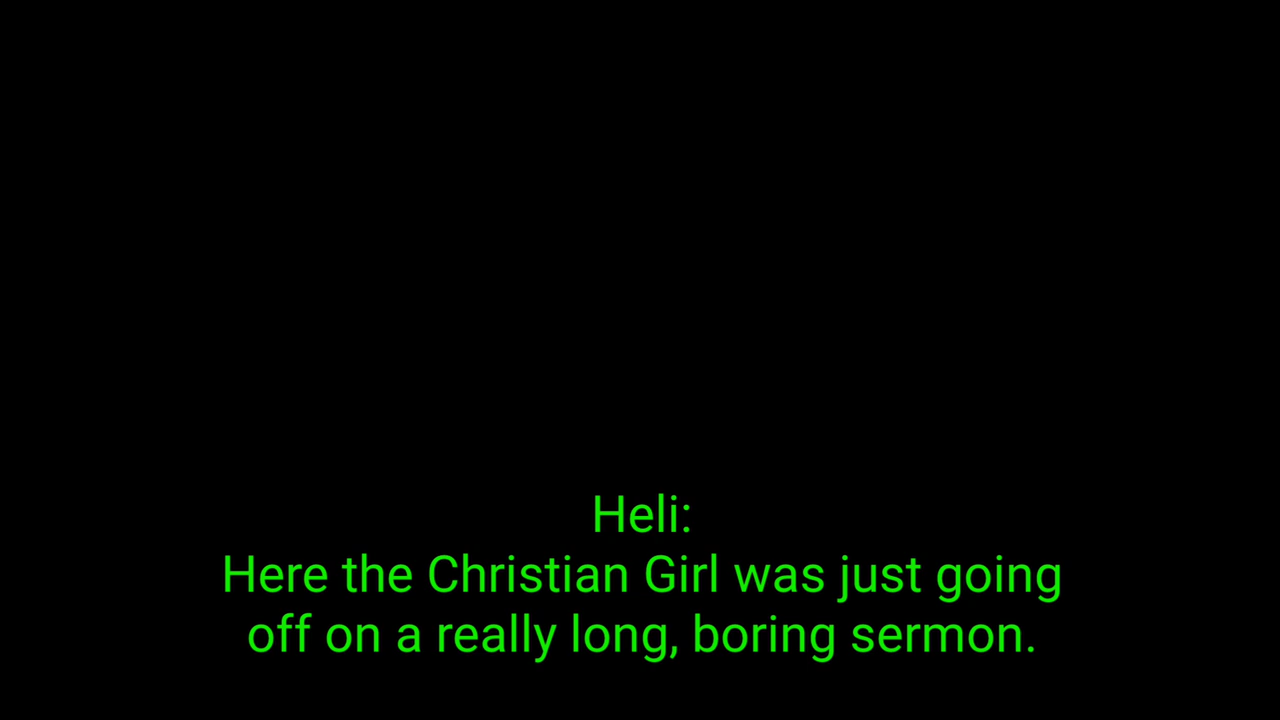 Heli:
Here the Christian Girl was just going
off on a really long, boring sermon.